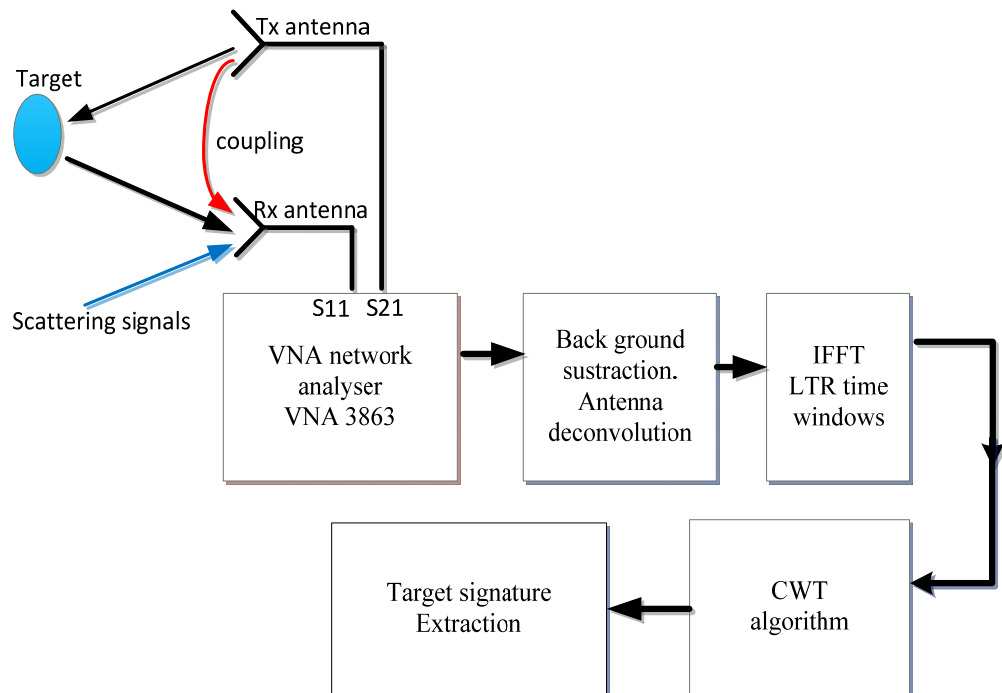 Tx antenna
Target
coupling
Rx antenna
Scattering signals
S11 S21
VNA network
analyser
VNA 3863
Back ground
sustraction.
Antenna
deconvolution
IFFT
LTR time
windows
CWT
algorithm
Target signature
Extraction